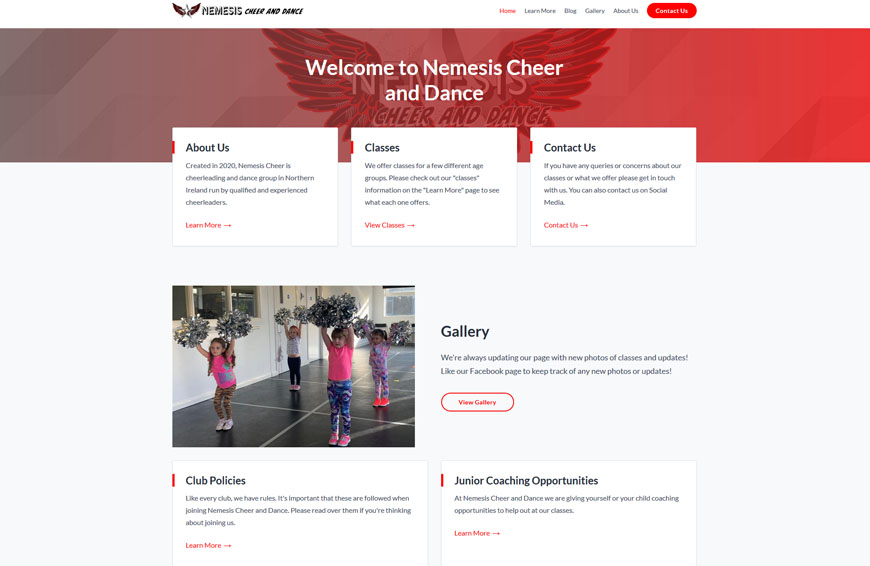 NEMESIS CHEER AND DANCE
Home Learn More Blog Gallery About Us Contact Us
NEMESIS
CHEER AND DANCE
Welcome to Nemesis Cheer
and Dance
About Us
Created in 2020, Nemesis Cheer is
cheerleading and dance group in Northern
Ireland run by qualified and experienced
cheerleaders.
Learn More →
Classes
We offer classes for a few different age
groups. Please check out our "classes"
information on the "Learn More" page to see
what each one offers.
View Classes →
Contact Us
If you have any queries or concerns about our
classes or what we offer please get in touch
with us. You can also contact us on Social
Media.
Contact Us →
Gallery
We're always updating our page with new photos of classes and updates!
Like our Facebook page to keep track of any new photos or updates!
View Gallery
Club Policies
Like every club, we have rules. It's important that these are followed when
joining Nemesis Cheer and Dance. Please read over them if you're thinking
about joining us.
Learn More →
Junior Coaching Opportunities
At Nemesis Cheer and Dance we are giving yourself or your child coaching
opportunities to help out at our classes.
Learn More →